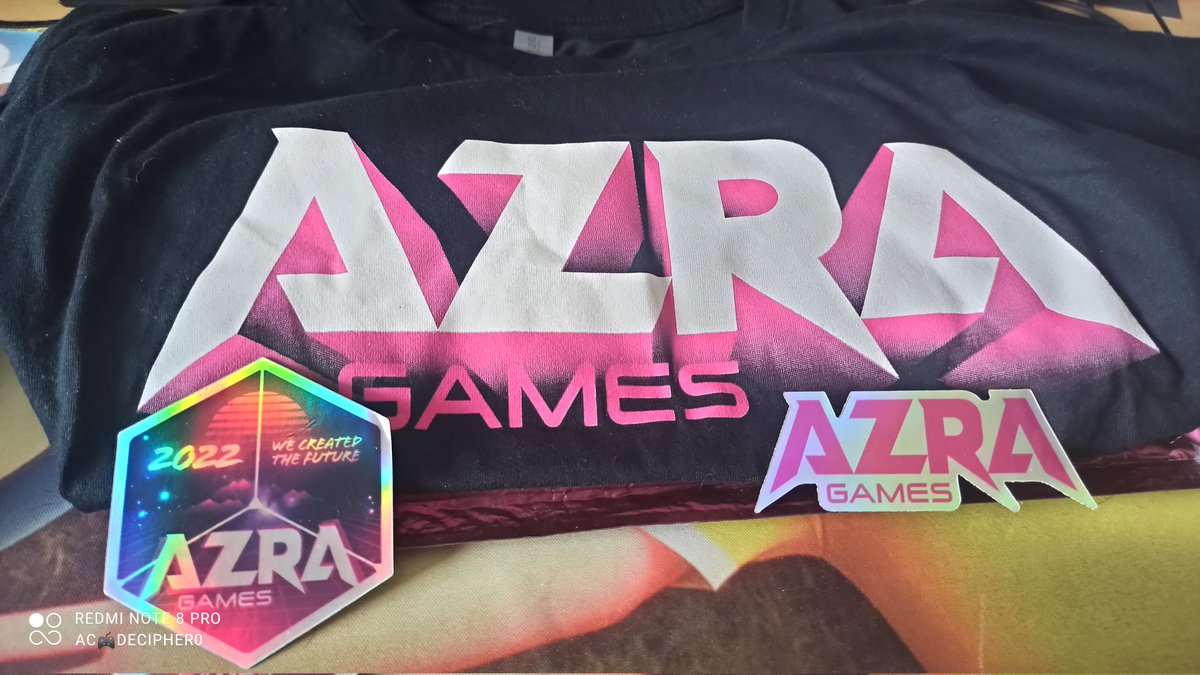 AZRA
GAMES
2022
WE CREATED
THE FUTURE
AZRA
GAMES
AZRA
GAMES
REDMI NOTE 8 PRO
AC🎮DECIPHER0